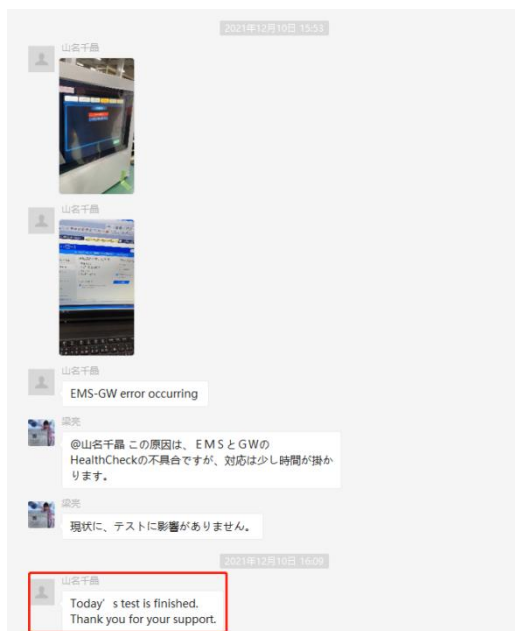 2021年12月10日 15:53
山名千晶
山名千晶
山名千晶
EMS-GW error occurring
梁亮
@山名千晶 この原因は、ＥＭＳとＧＷの
HealthCheckの不具合ですが、対応は少し時間が掛か
ります。
梁亮
現状に、テストに影響がありません。
2021年12月10日 16:09
山名千晶
Today’s test is finished.
Thank you for your support.